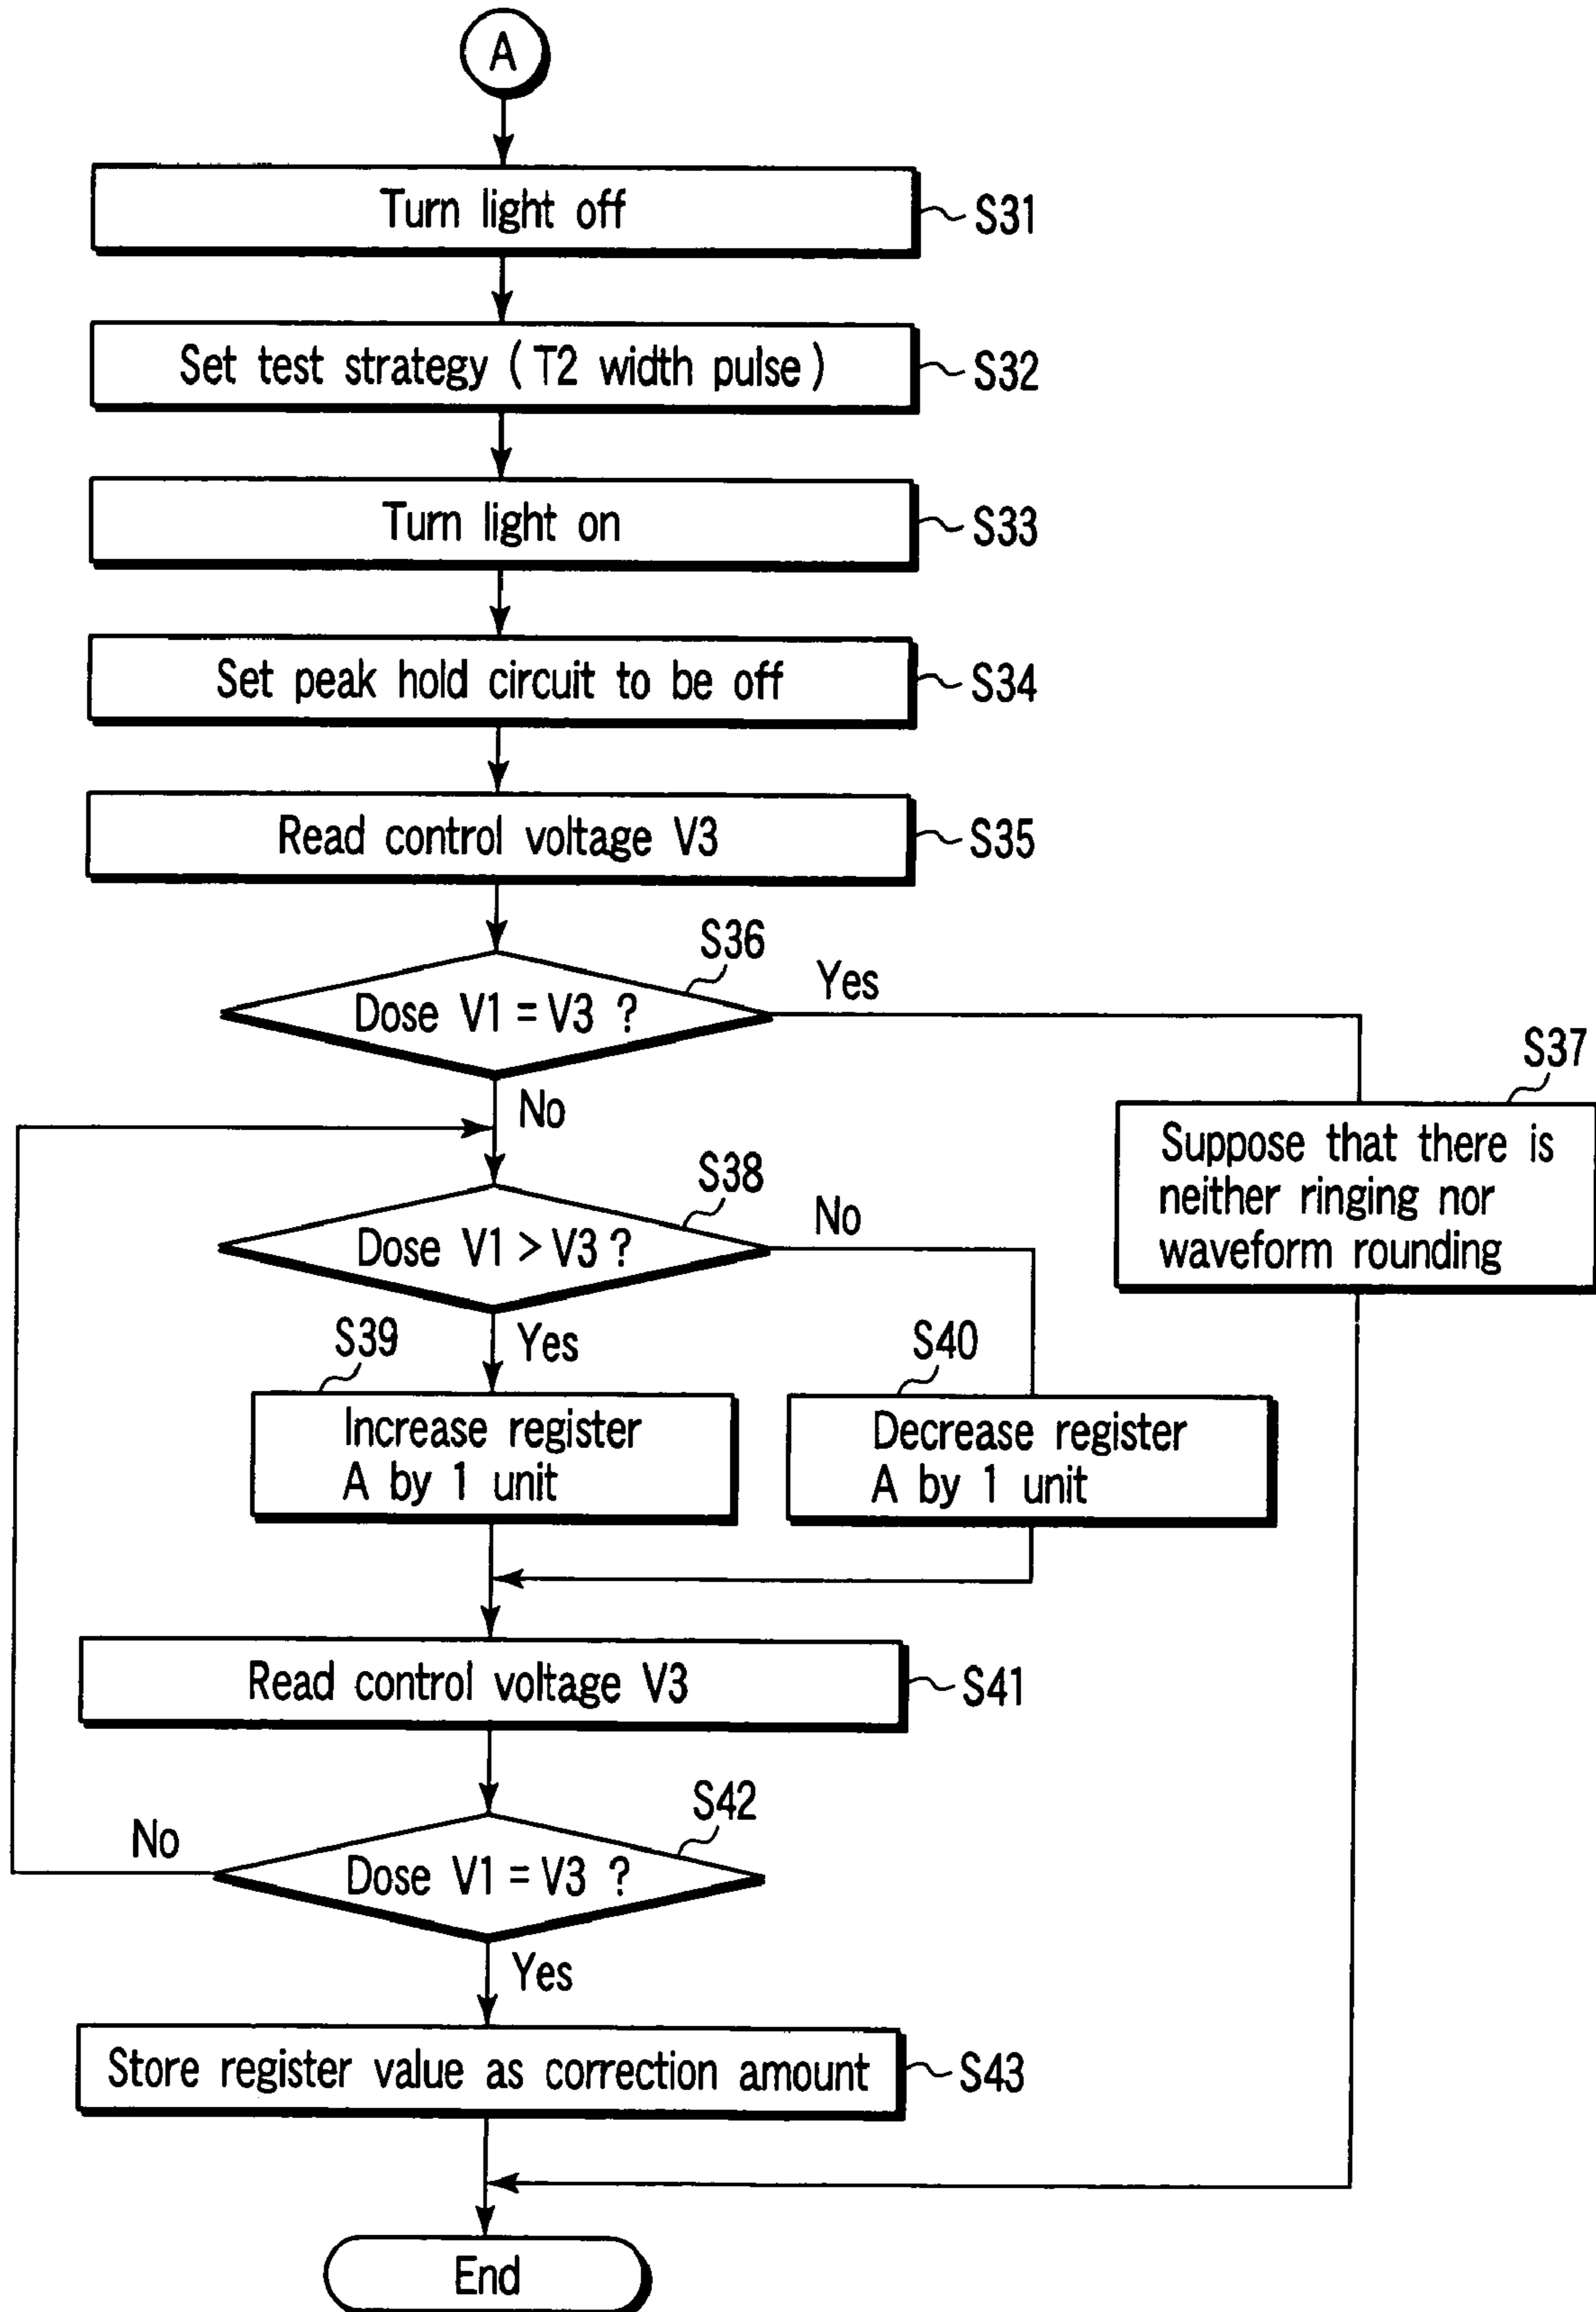 A
Turn light off
S31
Set test strategy (T2 width pulse)
S32
Turn light on
S33
Set peak hold circuit to be off
S34
Read control voltage V3
S35
S36
Dose V1 = V3 ?
Yes
No
S37
Suppose that there is
neither ringing nor
waveform rounding
S38
Dose V1 > V3 ?
No
Yes
S39
Increase register
A by 1 unit
S40
Decrease register
A by 1 unit
Read control voltage V3
S41
S42
Dose V1 = V3 ?
No
Yes
Store register value as correction amount
S43
End